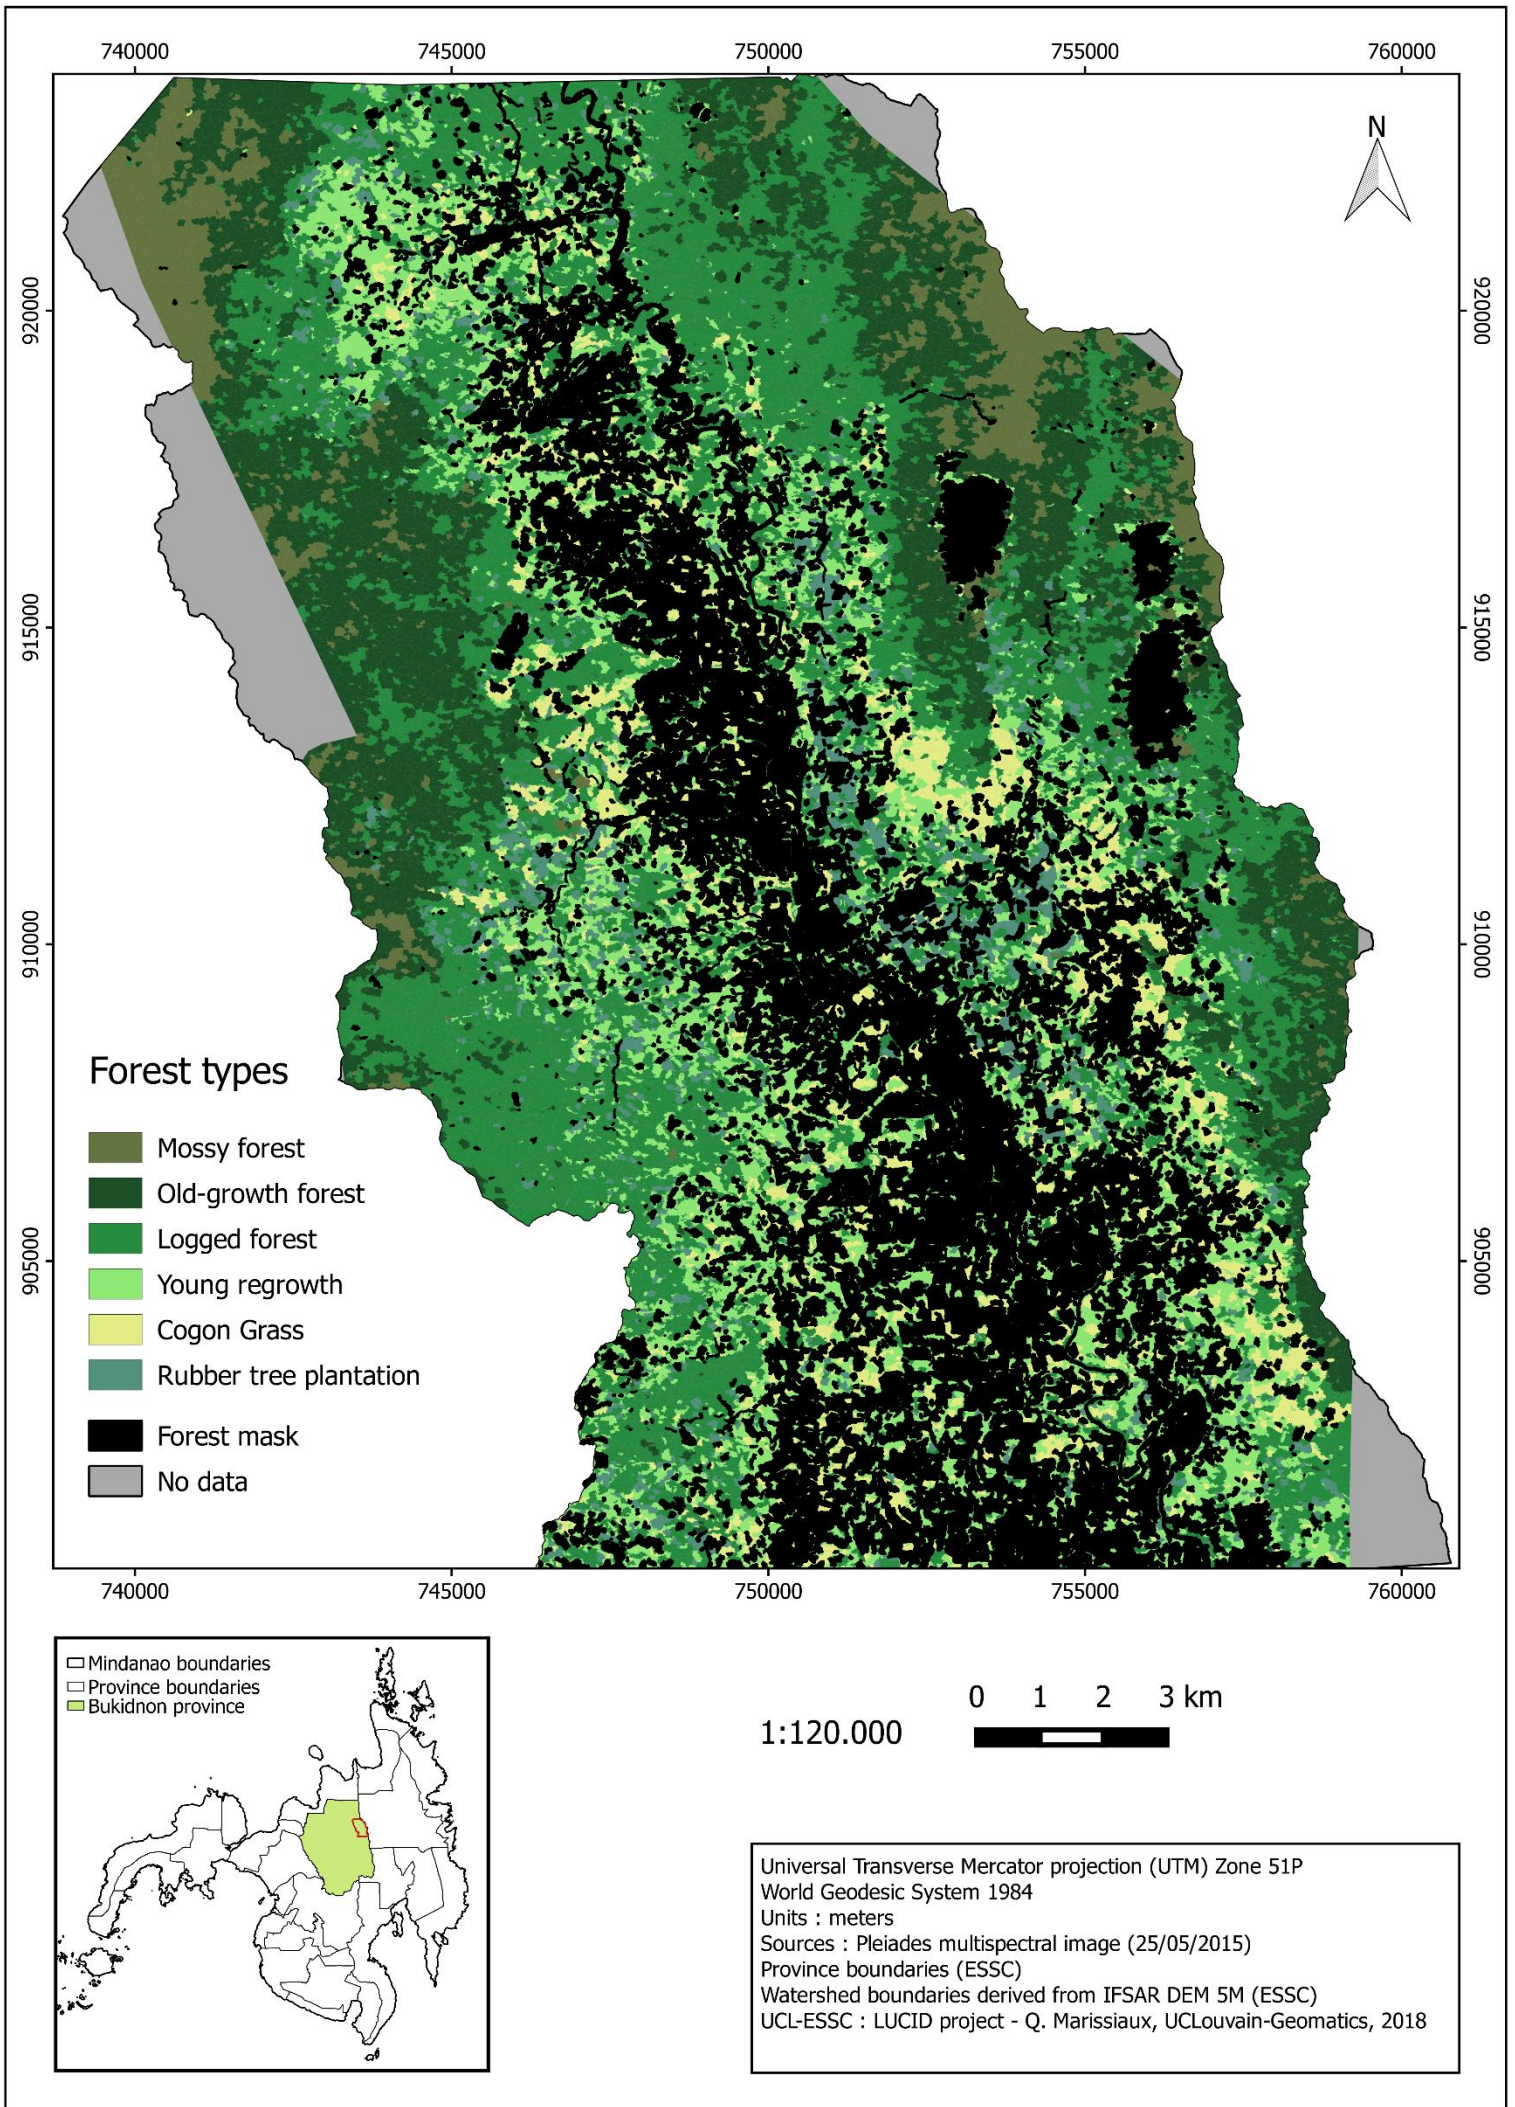 740000 745000 750000 755000 760000
N
920000 920000
915000 915000
910000 910000
905000 905000
Forest types
Mossy forest
Old-growth forest
Logged forest
Young regrowth
Cogon Grass
Rubber tree plantation
Forest mask
No data
740000 745000 750000 755000 760000
Mindanao boundaries
Province boundaries
Bukidnon province
1:120.000
0 1 2 3 km
Universal Transverse Mercator projection (UTM) Zone 51P
World Geodesic System 1984
Units : meters
Sources : Pleiades multispectral image (25/05/2015)
Province boundaries (ESSC)
Watershed boundaries derived from IFSAR DEM 5M (ESSC)
UCL-ESSC : LUCID project - Q. Marissiaux, UCLouvain-Geomatics, 2018